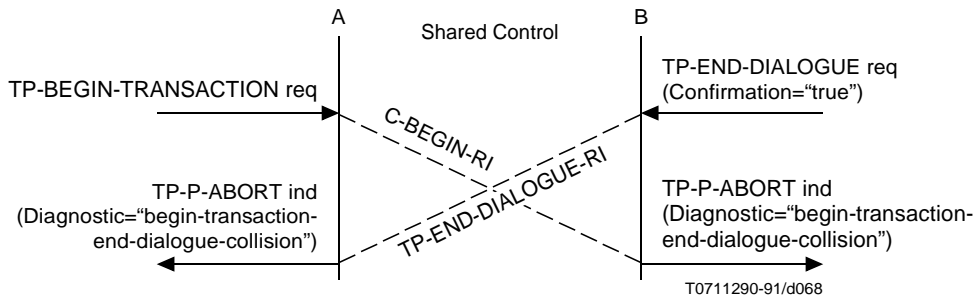 A
B
Shared Control
TP-BEGIN-TRANSACTION req
TP-END-DIALOGUE req
(Confirmation=“true”)
C-BEGIN-RI
TP-END-DIALOGUE-RI
TP-P-ABORT ind
(Diagnostic=“begin-transaction-
end-dialogue-collision”)
TP-P-ABORT ind
(Diagnostic=“begin-transaction-
end-dialogue-collision”)
T0711290-91/d068